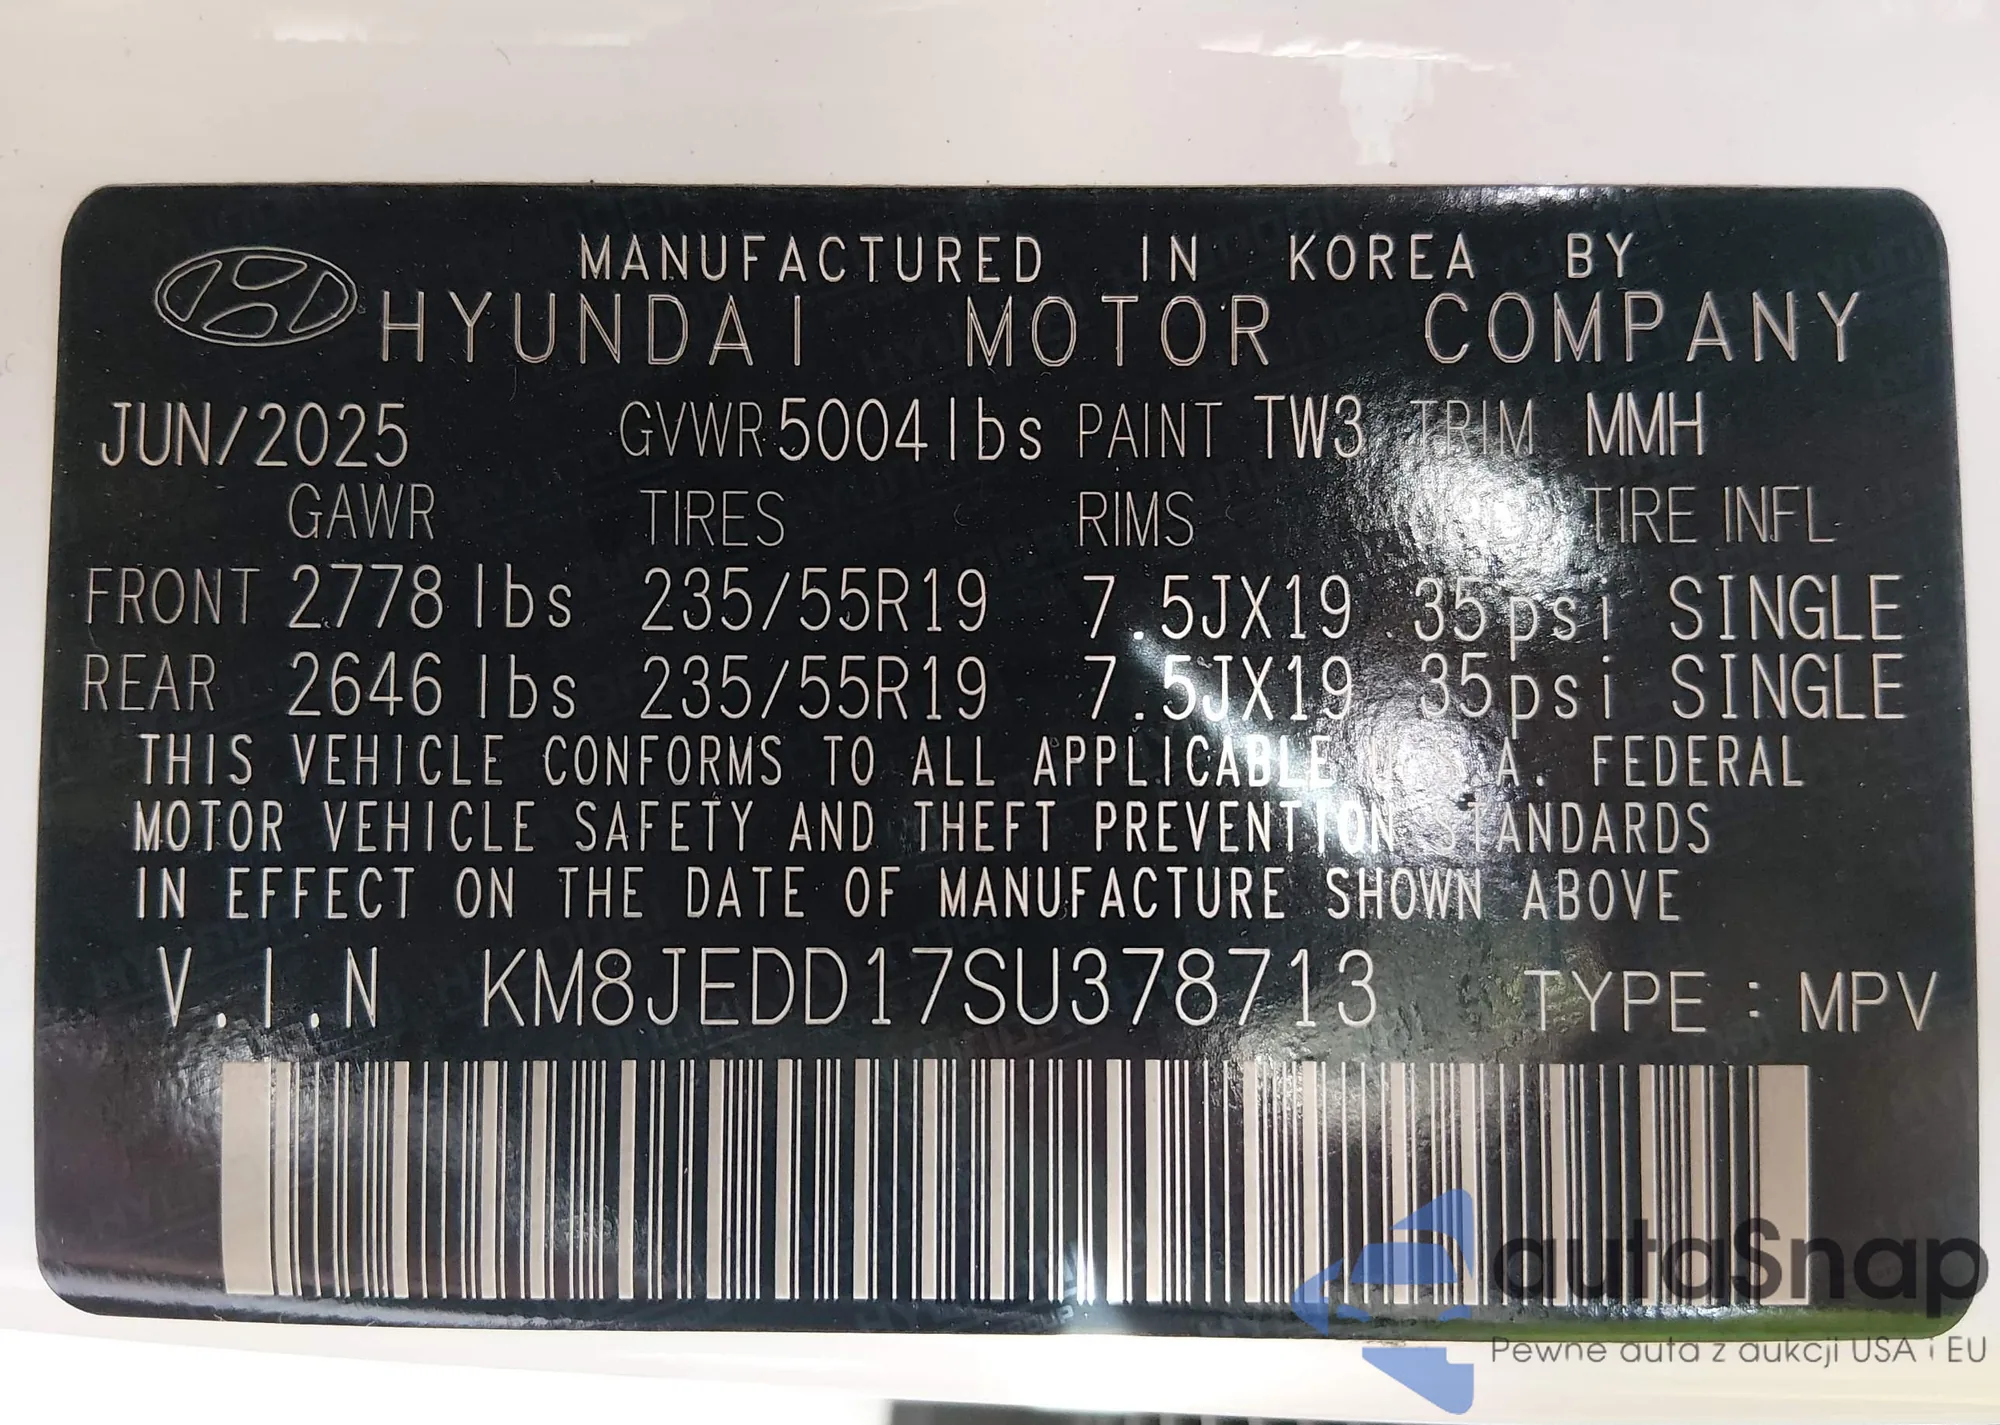 MANUFACTURED IN KOREA BY
HYUNDAI MOTOR COMPANY
JUN/2025 GVWR 5004lbs PAINT TW3 TRIM MMH
GAWR TIRES RIMS TIRE INFL
FRONT 2778 lbs 235/55R19 7.5JX19 35psi SINGLE
REAR 2646 lbs 235/55R19 7.5JX19 35psi SINGLE
THIS VEHICLE CONFORMS TO ALL APPLICABLE U.S.A. FEDERAL
MOTOR VEHICLE SAFETY AND THEFT PREVENTION STANDARDS
IN EFFECT ON THE DATE OF MANUFACTURE SHOWN ABOVE
V.I.N KM8JEDD17SU378713 TYPE : MPV
autaSnap
Pewne auta z aukcji USA i EU